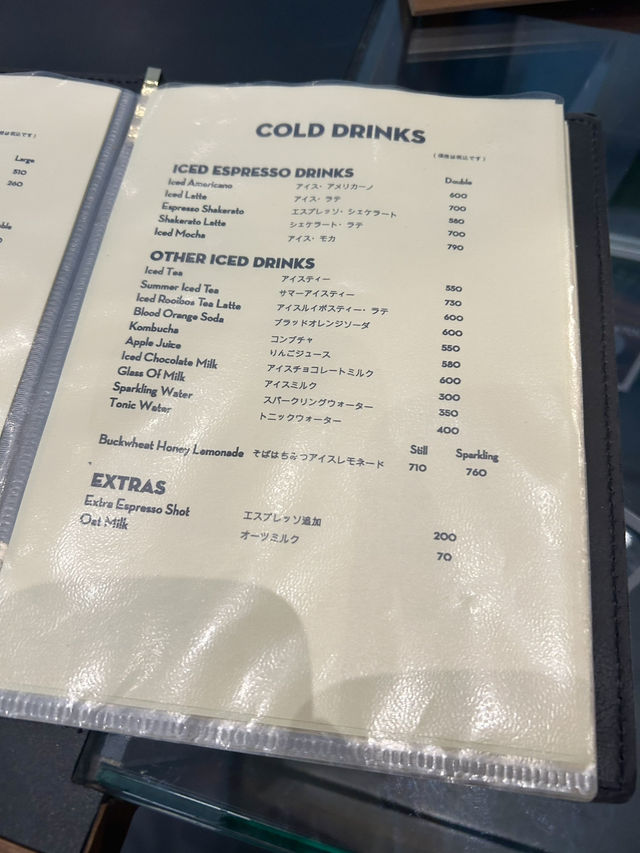 Large
510
260
COLD DRINKS
(価格は税込です)
ICED ESPRESSO DRINKS Double
Iced Americano アイス・アメリカーノ 600
Iced Latte アイス・ラテ 700
Espresso Shakerato エスプレッソ・シェケラート 580
Shakerato Latte シェケラート・ラテ 700
Iced Mocha アイス・モカ 790
OTHER ICED DRINKS
Iced Tea アイスティー 550
Summer Iced Tea サマーアイスティー 730
Iced Rooibos Tea Latte アイスルイボスティー・ラテ 600
Blood Orange Soda ブラッドオレンジソーダ 600
Kombucha コンブチャ 550
Apple Juice りんごジュース 580
Iced Chocolate Milk アイスチョコレートミルク 600
Glass Of Milk アイスミルク 300
Sparkling Water スパークリングウォーター 350
Tonic Water トニックウォーター 400
Still Sparkling
Buckwheat Honey Lemonade そばはちみつアイスレモネード 710 760
EXTRAS
Extra Espresso Shot エスプレッソ追加 200
Oat Milk オーツミルク 70